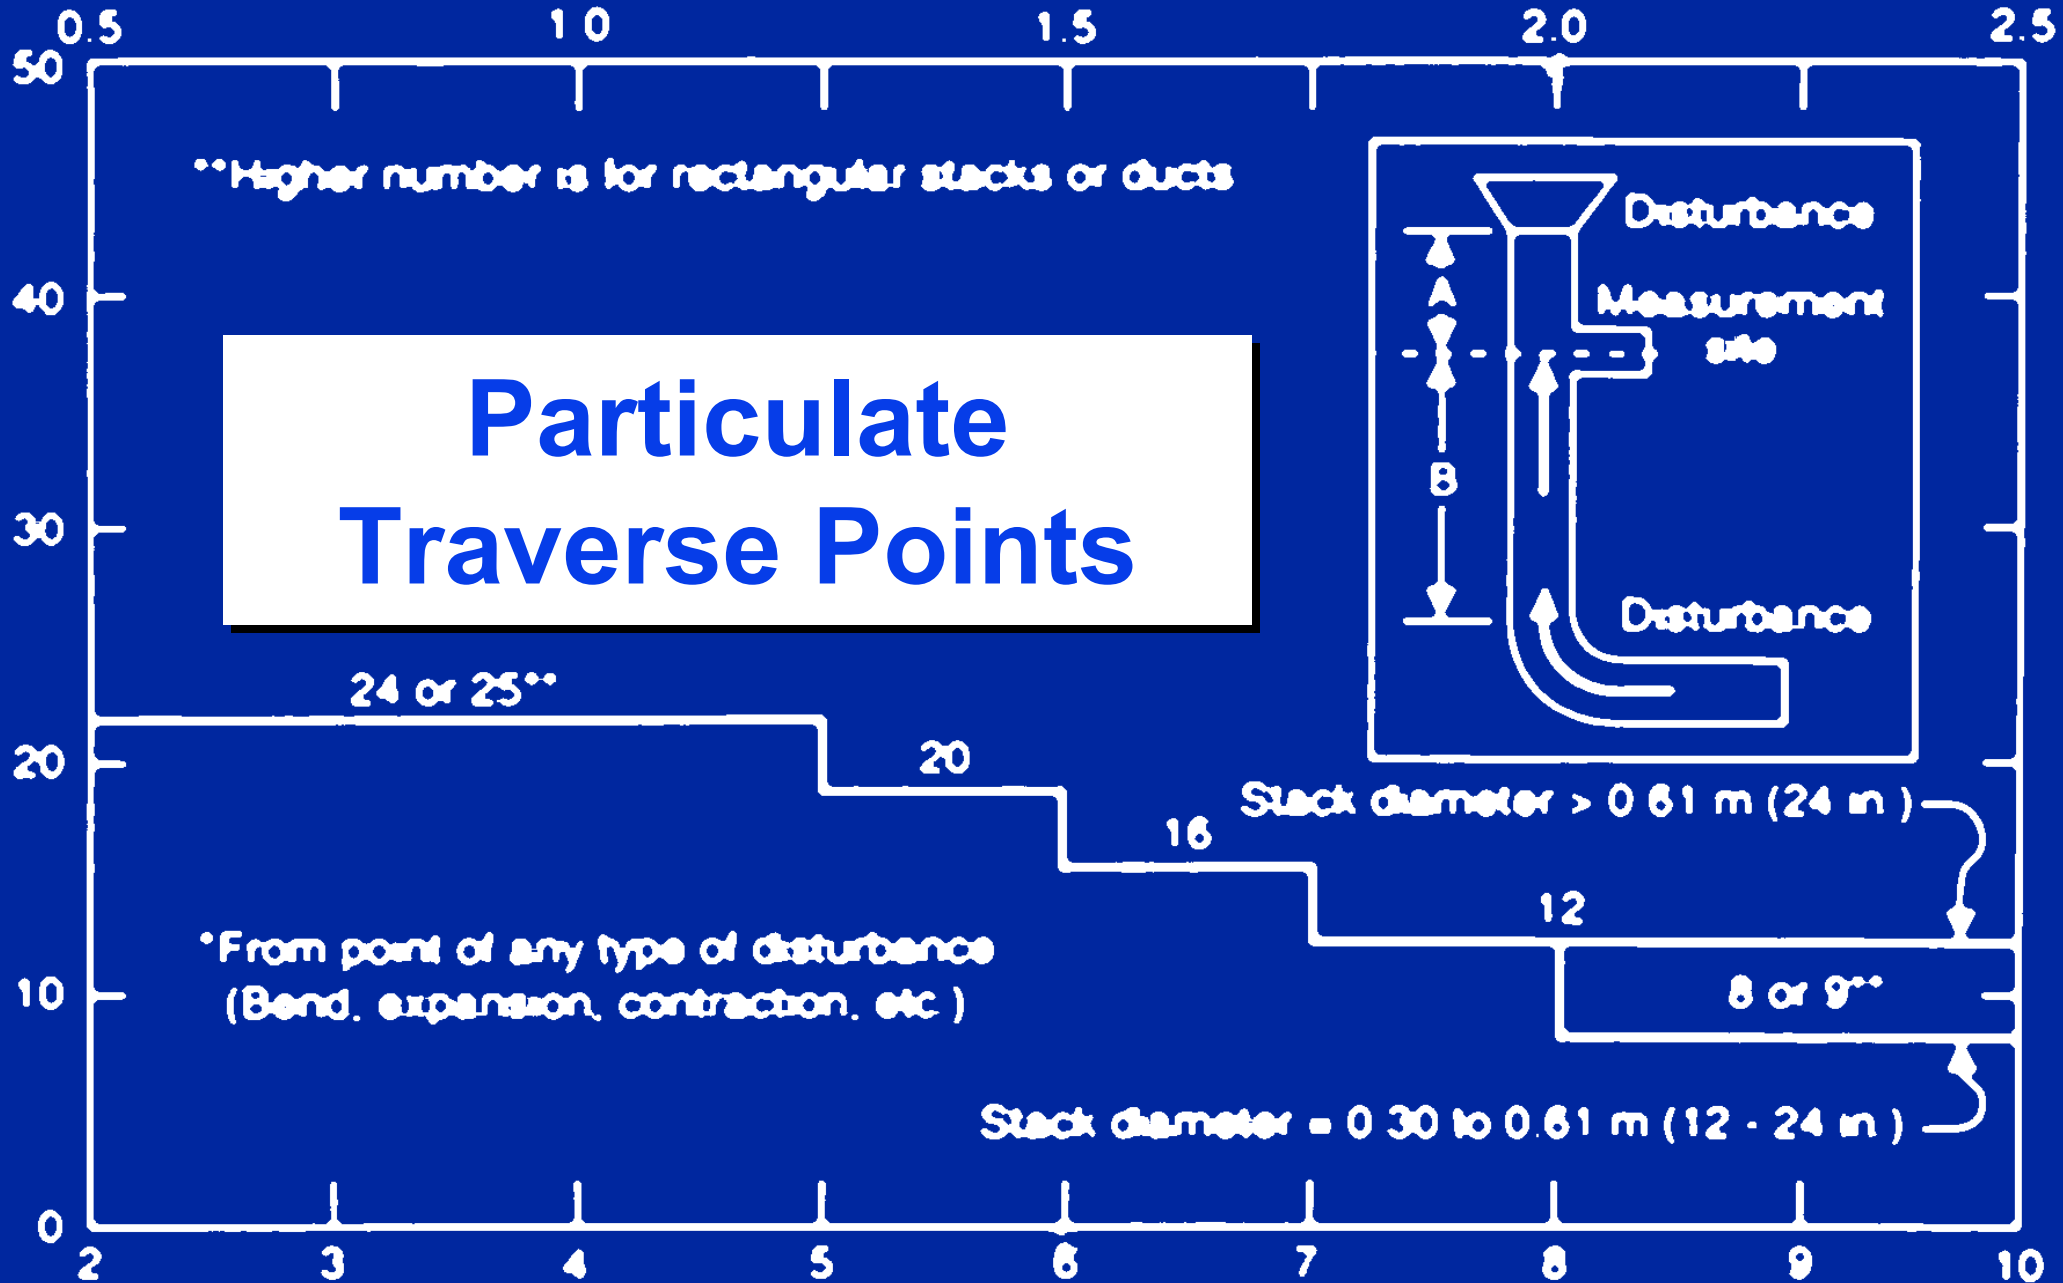 0.5 1 0 1.5 2.0 2.5
50
**Higher number is for rectangular stacks or ducts
Disturbance
A
40
Measurement
site
Particulate
Traverse Points
B
30
Disturbance
24 or 25**
20
20
Stack diameter > 0 61 m (24 in )
16
12
*From point of any type of disturbance
(Bend, expansion, contraction, etc )
10
8 or 9**
Stack diameter = 0 30 to 0.61 m (12 - 24 in )
0
2 3 4 5 6 7 8 9 10